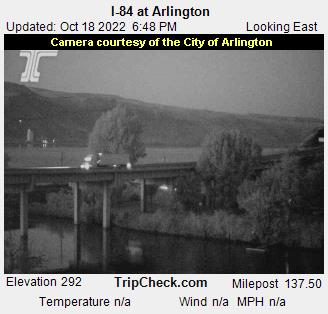 I-84 at Arlington
Updated: Oct 18 2022 6:48 PM Looking East
Camera courtesy of the City of Arlington
Elevation 292 TripCheck.com Milepost 137.50
Temperature n/a Wind n/a MPH n/a